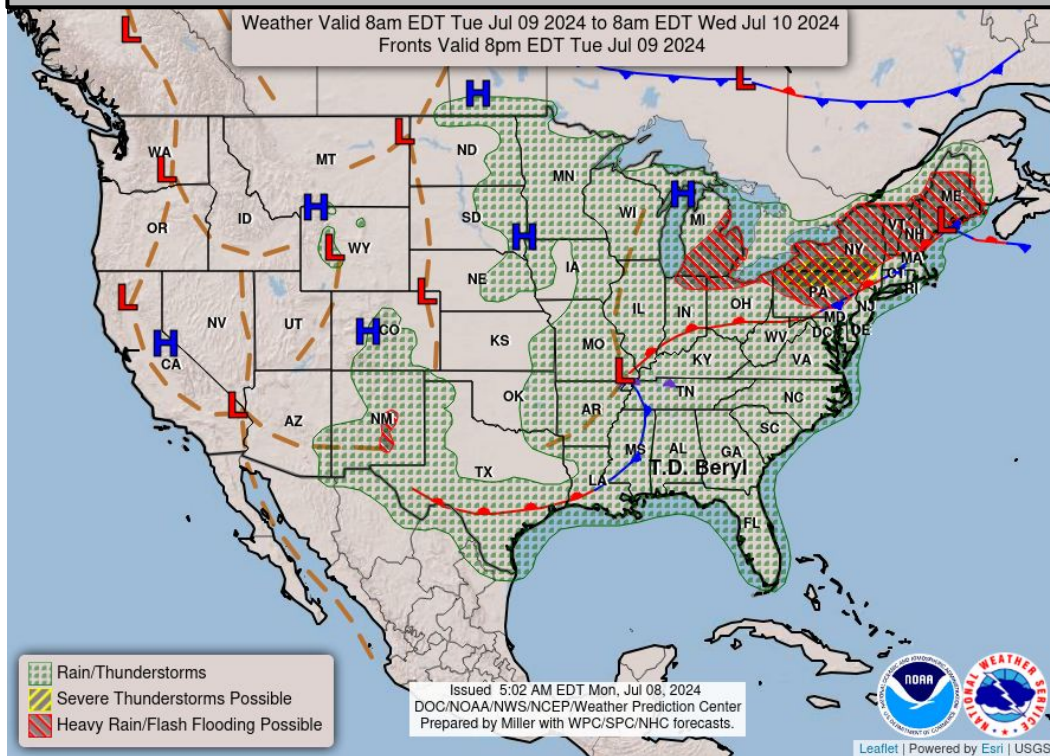 Weather Valid 8am EDT Tue Jul 09 2024 to 8am EDT Wed Jul 10 2024
Fronts Valid 8pm EDT Tue Jul 09 2024
L
L
H
L
WA
MT
ND
MN
L
H
H
ME
OR
ID
WY
L
SD
H
WI
MI
VT
NH
L
NY
MA
CT
RI
L
NV
UT
NE
L
IA
PA
NJ
H
CA
H
CO
KS
MO
IL
IN
OH
WV
MD
DE
DC
VA
KY
L
L
AZ
NM
OK
AR
TN
NC
SC
TX
LA
MS
AL
GA
T.D. Beryl
FL
Rain/Thunderstorms
Severe Thunderstorms Possible
Heavy Rain/Flash Flooding Possible
Issued 5:02 AM EDT Mon, Jul 08, 2024
DOC/NOAA/NWS/NCEP/Weather Prediction Center
Prepared by Miller with WPC/SPC/NHC forecasts.
NOAA
NATIONAL WEATHER SERVICE
Leaflet | Powered by Esri | USGS